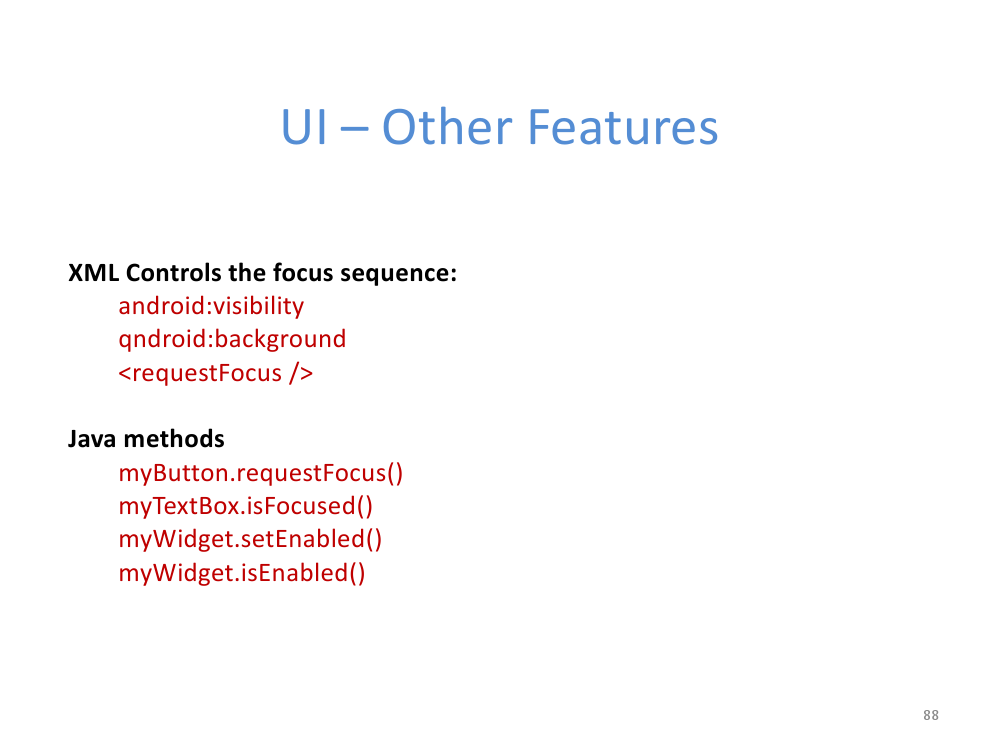 UI – Other Features
XML Controls the focus sequence:
android:visibility
qndroid:background
<requestFocus />
Java methods
myButton.requestFocus()
myTextBox.isFocused()
myWidget.setEnabled()
myWidget.isEnabled()
88